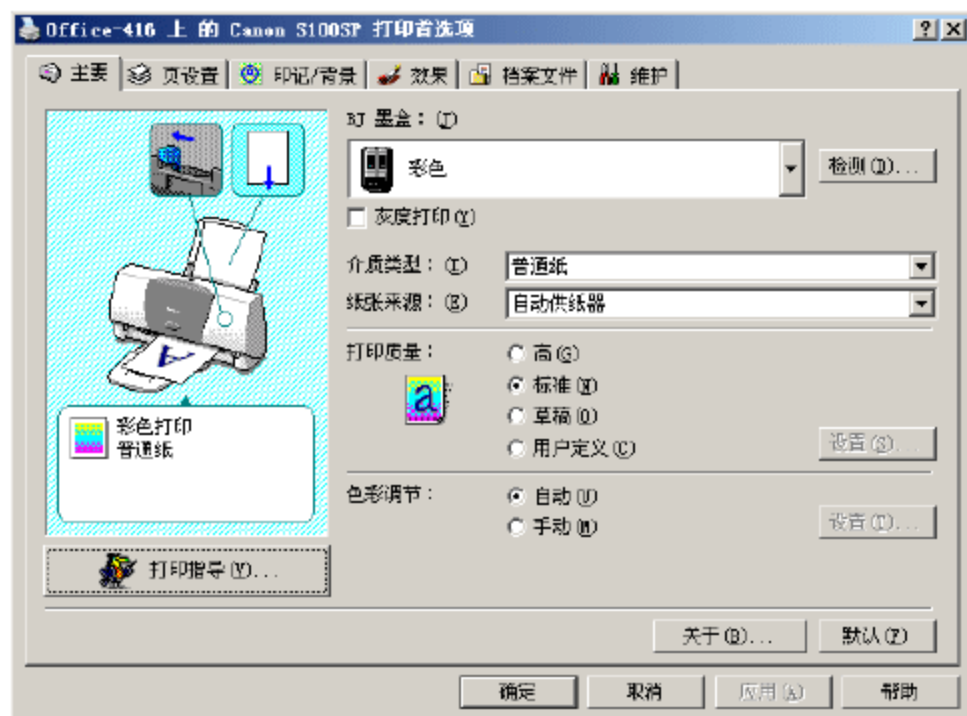 Office-416 上 的 Canon S100SP 打印首选项
主要 页设置 印记/背景 效果 档案文件 维护
BJ 墨盒：(J)
彩色 检测(D)...
灰度打印(Y)
介质类型：(I) 普通纸
纸张来源：(E) 自动供纸器
打印质量： 高(G)
标准(N)
草稿(O)
用户定义(C) 设置(S)...
彩色打印
普通纸
色彩调节： 自动(U)
手动(M) 设置(T)...
打印指导(V)...
关于(B)... 默认(F)
确定 取消 应用(A) 帮助